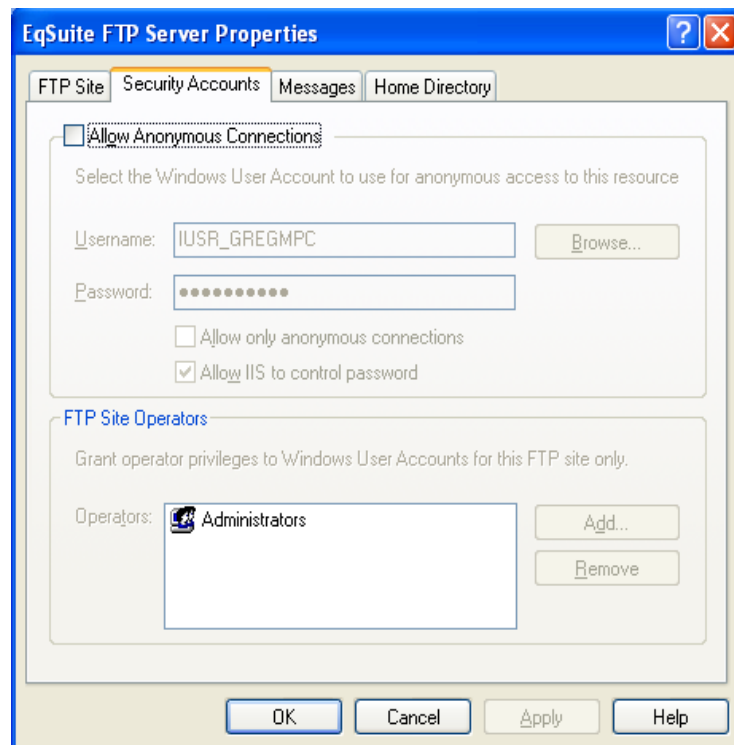 EqSuite FTP Server Properties
FTP Site Security Accounts Messages Home Directory
Allow Anonymous Connections
Select the Windows User Account to use for anonymous access to this resource
Username: IUSR_GREGMPC Browse...
Password: ●●●●●●●●●●
Allow only anonymous connections
Allow IIS to control password
FTP Site Operators
Grant operator privileges to Windows User Accounts for this FTP site only.
Operators: Administrators Add...
Remove
OK Cancel Apply Help